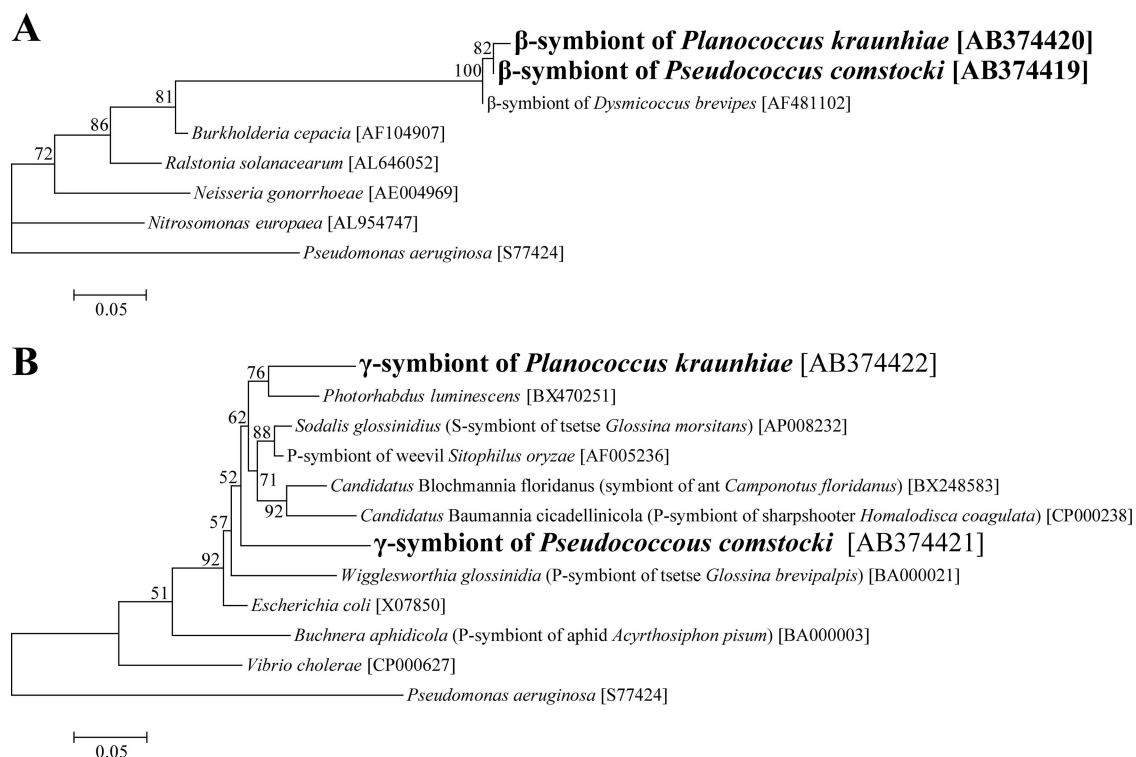 A
82
β-symbiont of Planococcus kraunhiae [AB374420]
100
β-symbiont of Pseudococcus comstocki [AB374419]
81
β-symbiont of Dysmicoccus brevipes [AF481102]
86
Burkholderia cepacia [AF104907]
72
Ralstonia solanacearum [AL646052]
Neisseria gonorrhoeae [AE004969]
Nitrosomonas europaea [AL954747]
Pseudomonas aeruginosa [S77424]
0.05
B
γ-symbiont of Planococcus kraunhiae [AB374422]
76
Photorhabdus luminescens [BX470251]
62
Sodalis glossinidius (S-symbiont of tsetse Glossina morsitans) [AP008232]
88
P-symbiont of weevil Sitophilus oryzae [AF005236]
52
71
Candidatus Blochmannia floridanus (symbiont of ant Camponotus floridanus) [BX248583]
92
Candidatus Baumannia cicadellinicola (P-symbiont of sharpshooter Homalodisca coagulata) [CP000238]
57
γ-symbiont of Pseudococcous comstocki [AB374421]
92
Wigglesworthia glossinidia (P-symbiont of tsetse Glossina brevipalpis) [BA000021]
51
Escherichia coli [X07850]
Buchnera aphidicola (P-symbiont of aphid Acyrthosiphon pisum) [BA000003]
Vibrio cholerae [CP000627]
Pseudomonas aeruginosa [S77424]
0.05